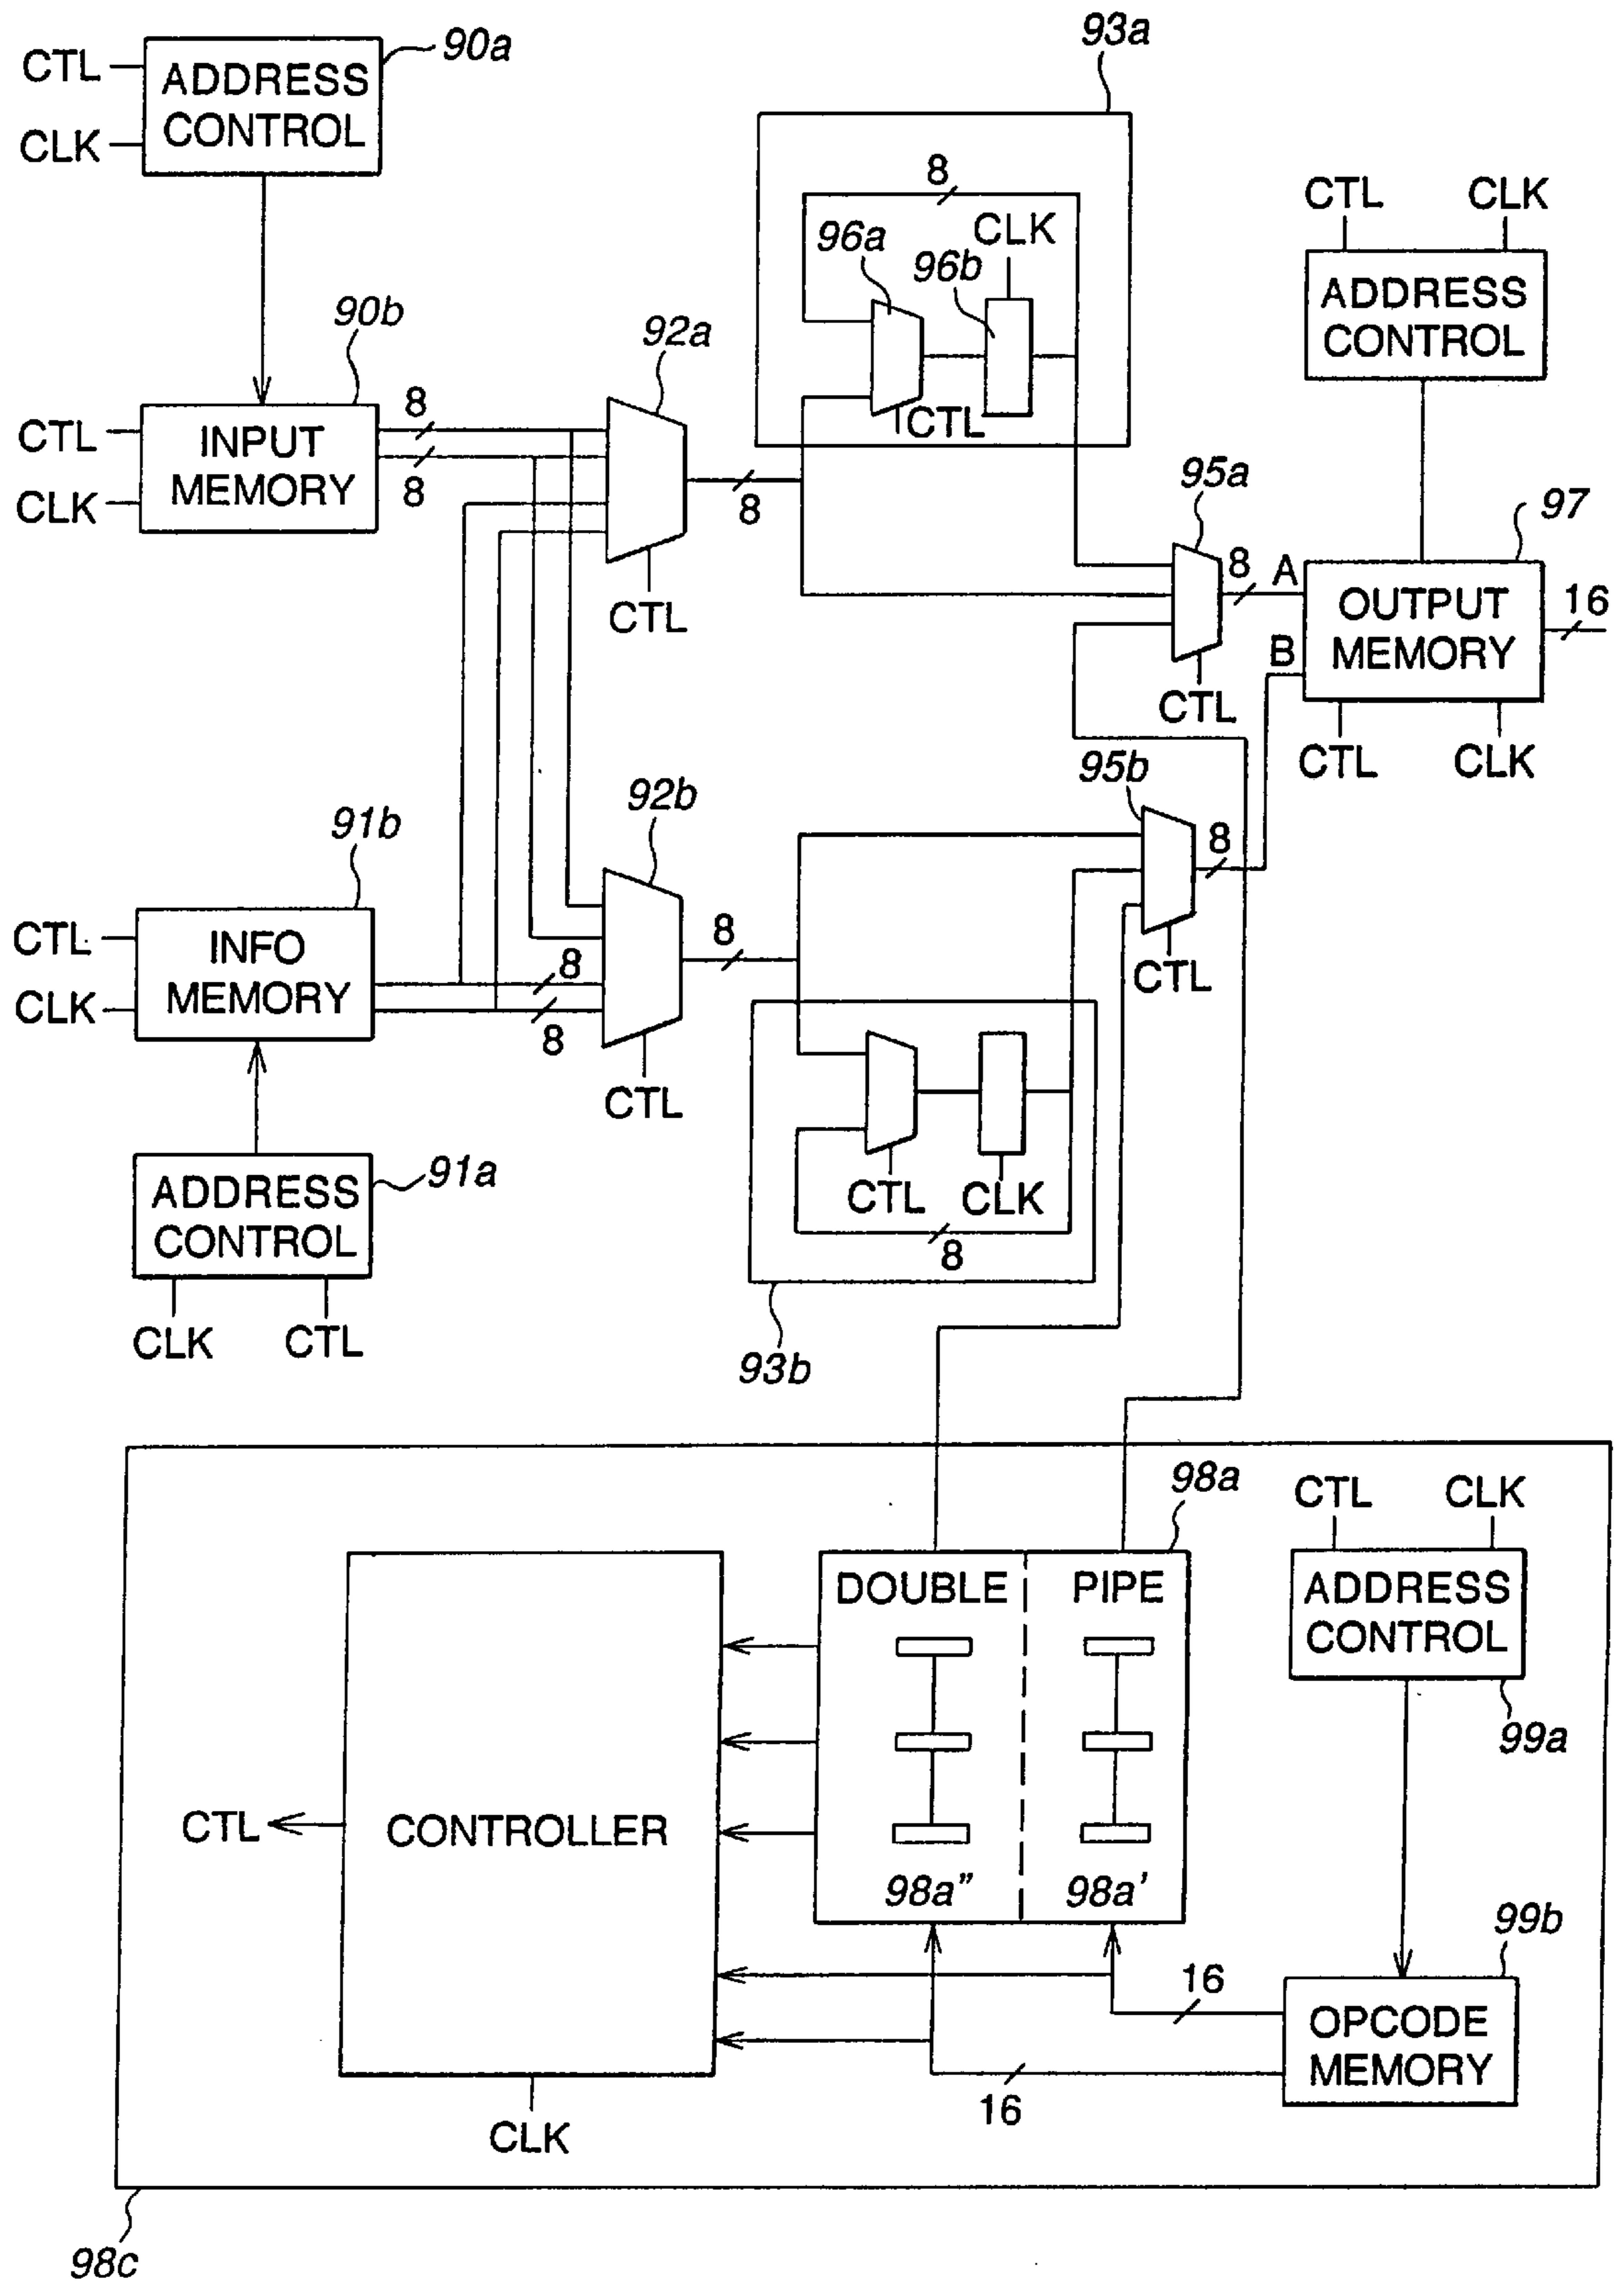 90a
CTL
ADDRESS
CONTROL
CLK
93a
8
96a
CLK
96b
CTL
CTL
CLK
ADDRESS
CONTROL
90b
92a
CTL
INPUT
MEMORY
CLK
8
8
8
CTL
95a
97
8
A
OUTPUT
MEMORY
16
B
CTL
CTL
CLK
95b
8
CTL
91b
92b
CTL
INFO
MEMORY
CLK
8
8
8
CTL
CTL
CLK
8
93b
ADDRESS
CONTROL
91a
CLK
CTL
98a
CTL
CLK
DOUBLE
PIPE
ADDRESS
CONTROL
99a
CTL
CONTROLLER
98a”
98a’
99b
16
OPCODE
MEMORY
16
CLK
98c